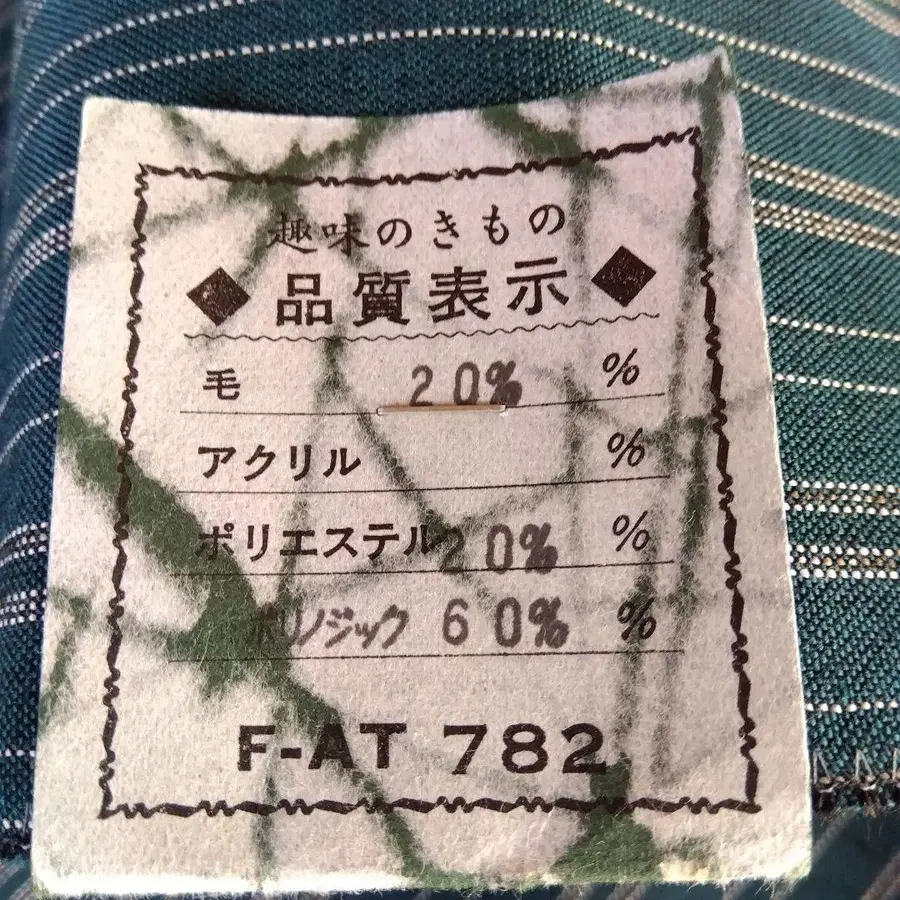 趣味のきもの
◆品質表示◆
毛 20% %
アクリル %
ポリエステル 20% %
ポリノジック 60% %
F-AT 782